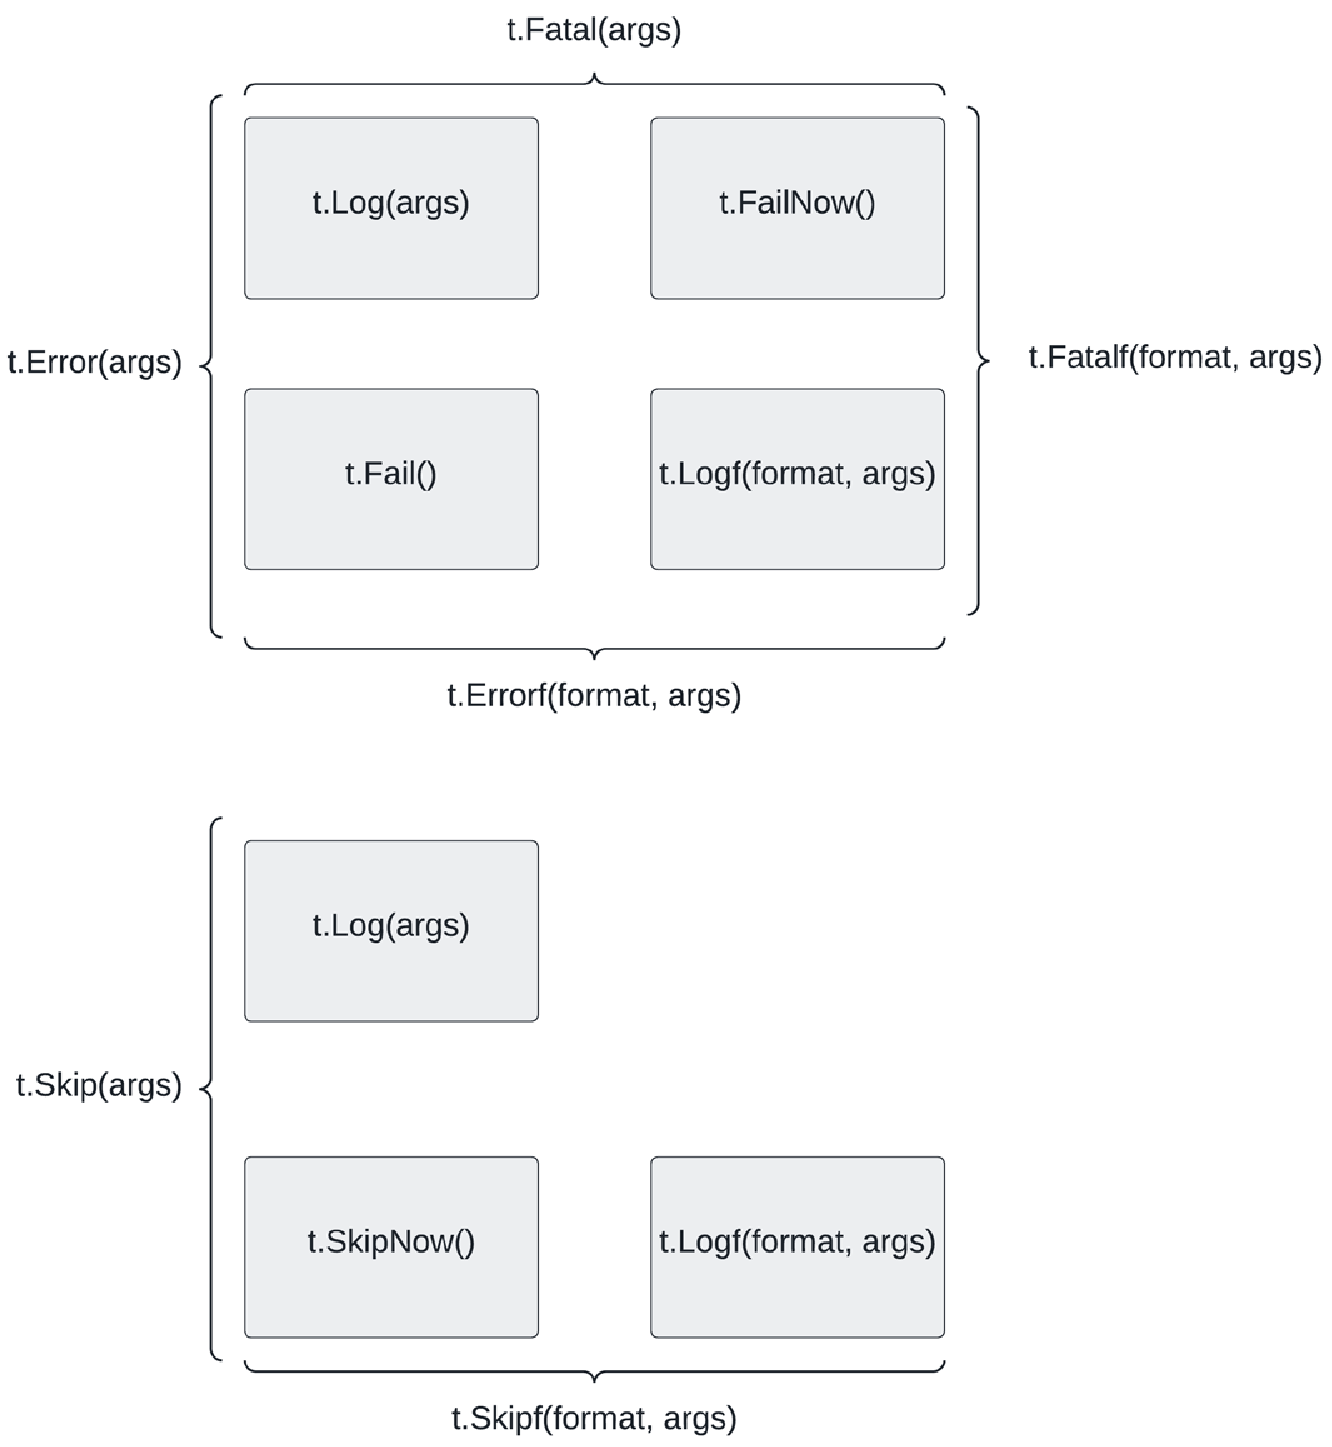 t.Fatal(args)
t.Log(args)
t.FailNow()
t.Error(args)
t.Fatalf(format, args)
t.Fail()
t.Logf(format, args)
t.Errorf(format, args)
t.Log(args)
t.Skip(args)
t.SkipNow()
t.Logf(format, args)
t.Skipf(format, args)